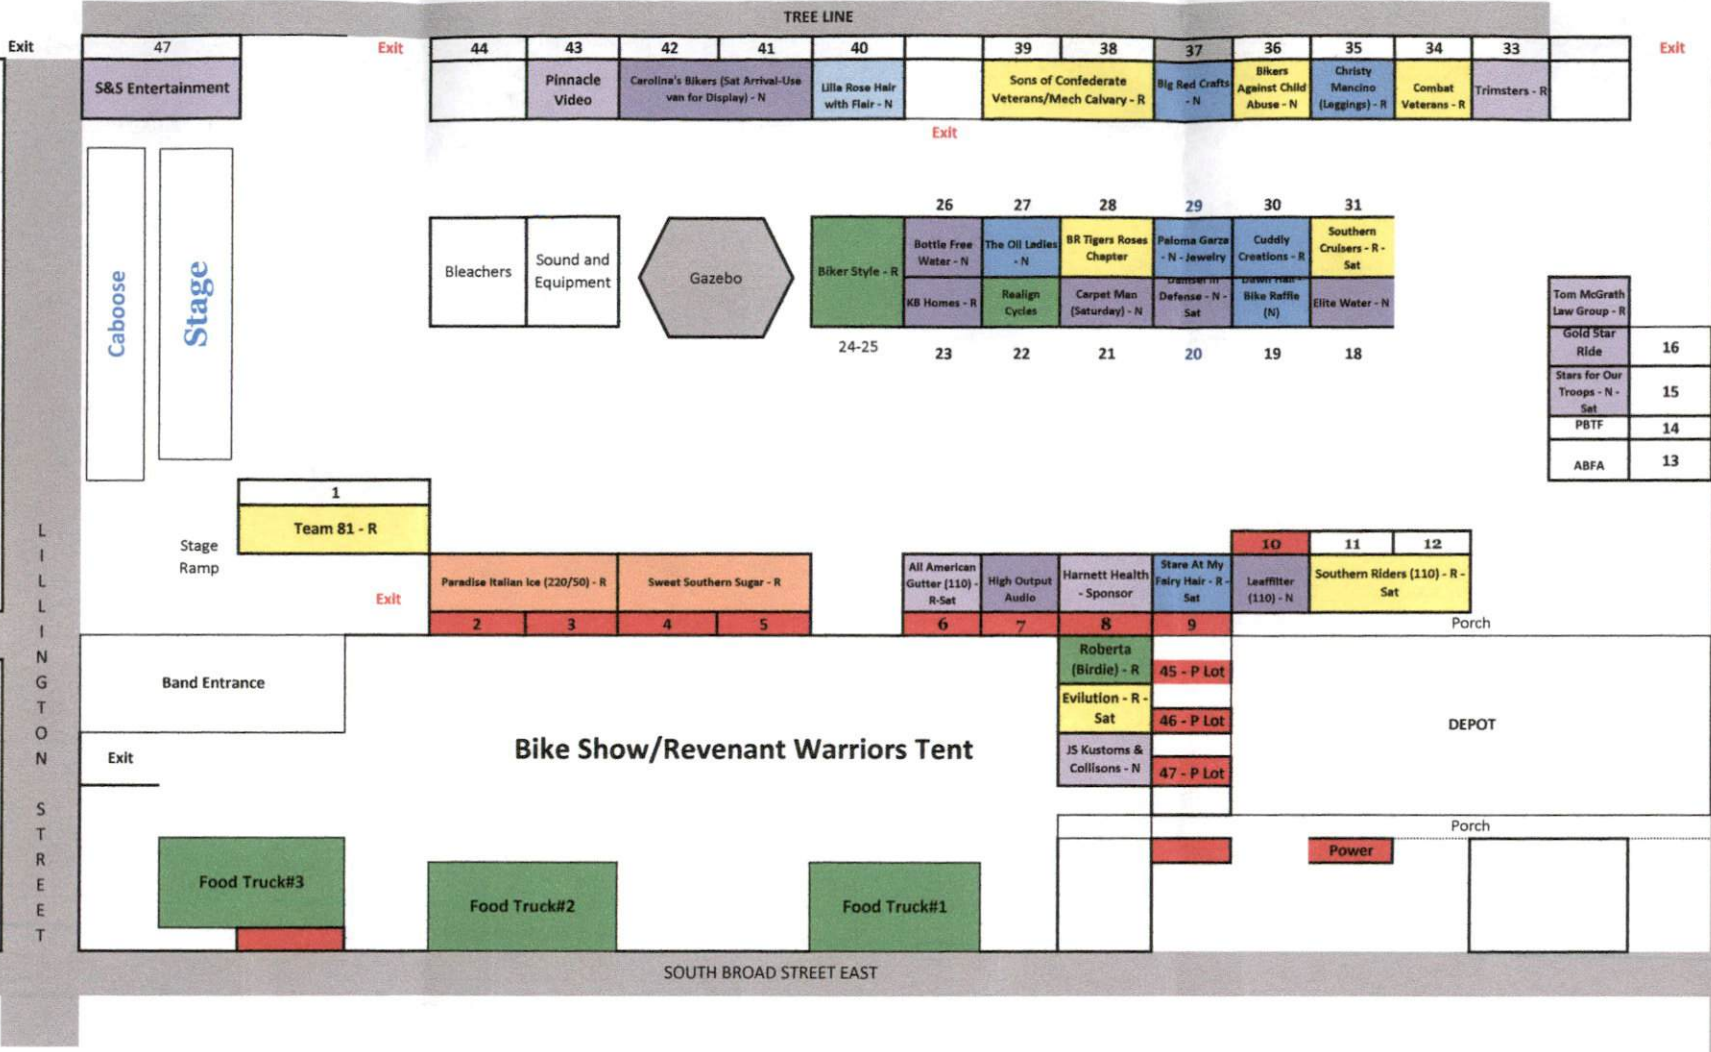 TREE LINE
Exit
47
Exit
44
43
42
41
40
39
38
37
36
35
34
33
Exit
S&S Entertainment
Pinnacle
Video
Carolina's Bikers (Sat Arrival-Use
van for Display) - N
Lilla Rose Hair
with Flair - N
Sons of Confederate
Veterans/Mech Calvary - R
Big Red Crafts
- N
Bikers
Against Child
Abuse - N
Christy
Mancino
(Leggings) - R
Combat
Veterans - R
Trimsters - R
Exit
Caboose
Stage
Bleachers
Sound and
Equipment
Gazebo
26
27
28
29
30
31
Biker Style - R
Bottle Free
Water - N
The Oil Ladies
- N
BR Tigers Roses
Chapter
Paloma Garza
- N - Jewelry
Cuddly
Creations - R
Southern
Cruisers - R -
Sat
KB Homes - R
Realign
Cycles
Carpet Man
(Saturday) - N
Damsel in
Defense - N -
Sat
Bike Raffle
(N)
Elite Water - N
24-25
23
22
21
20
19
18
Tom McGrath
Law Group - R
Gold Star
Ride
16
Stars for Our
Troops - N -
Sat
15
PBTF
14
ABFA
13
1
Team 81 - R
Stage
Ramp
Exit
Paradise Italian Ice (220/50) - R
Sweet Southern Sugar - R
2
3
4
5
10
11
12
All American
Gutter (110) -
R-Sat
High Output
Audio
Harnett Health
- Sponsor
Stare At My
Fairy Hair - R -
Sat
Leaffilter
(110) - N
Southern Riders (110) - R -
Sat
6
7
8
9
Porch
Band Entrance
Exit
Bike Show/Revenant Warriors Tent
Roberta
(Birdie) - R
45 - P Lot
Evilution - R -
Sat
46 - P Lot
JS Kustoms &
Collisons - N
47 - P Lot
DEPOT
Porch
Power
Food Truck#3
Food Truck#2
Food Truck#1
LILLINGTON STREET
SOUTH BROAD STREET EAST